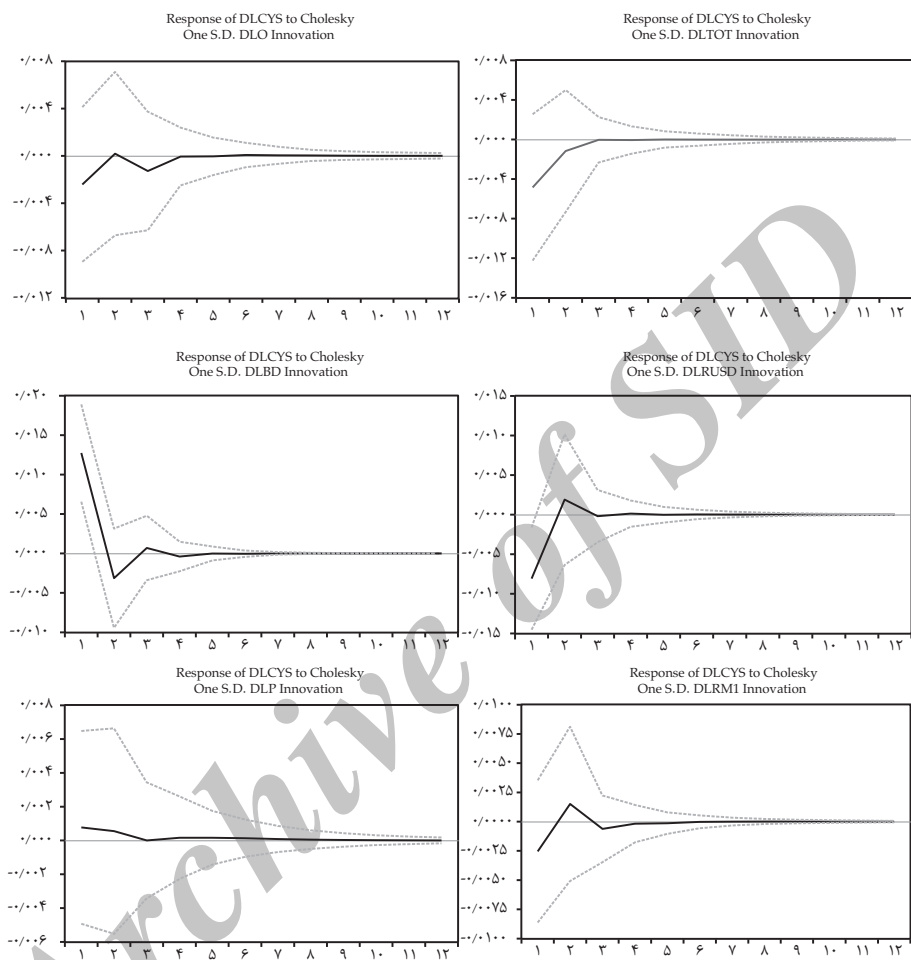 Response of DLCYS to Cholesky
One S.D. DLO Innovation
۰/۰۰۸
۰/۰۰۴
۰/۰۰۰
-۰/۰۰۴
-۰/۰۰۸
-۰/۰۱۲
۱ ۲ ۳ ۴ ۵ ۶ ۷ ۸ ۹ ۱۰ ۱۱ ۱۲
Response of DLCYS to Cholesky
One S.D. DLTOT Innovation
۰/۰۰۸
۰/۰۰۴
۰/۰۰۰
-۰/۰۰۴
-۰/۰۰۸
-۰/۰۱۲
-۰/۰۱۶
۱ ۲ ۳ ۴ ۵ ۶ ۷ ۸ ۹ ۱۰ ۱۱ ۱۲
Response of DLCYS to Cholesky
One S.D. DLBD Innovation
۰/۰۲۰
۰/۰۱۵
۰/۰۱۰
۰/۰۰۵
۰/۰۰۰
-۰/۰۰۵
-۰/۰۱۰
۱ ۲ ۳ ۴ ۵ ۶ ۷ ۸ ۹ ۱۰ ۱۱ ۱۲
Response of DLCYS to Cholesky
One S.D. DLRUSD Innovation
۰/۰۱۵
۰/۰۱۰
۰/۰۰۵
۰/۰۰۰
-۰/۰۰۵
-۰/۰۱۰
-۰/۰۱۵
۱ ۲ ۳ ۴ ۵ ۶ ۷ ۸ ۹ ۱۰ ۱۱ ۱۲
Response of DLCYS to Cholesky
One S.D. DLP Innovation
۰/۰۰۸
۰/۰۰۶
۰/۰۰۴
۰/۰۰۲
۰/۰۰۰
-۰/۰۰۲
-۰/۰۰۴
-۰/۰۰۶
۱ ۲ ۳ ۴ ۵ ۶ ۷ ۸ ۹ ۱۰ ۱۱ ۱۲
Response of DLCYS to Cholesky
One S.D. DLRM1 Innovation
۰/۰۱۰۰
۰/۰۰۷۵
۰/۰۰۵۰
۰/۰۰۲۵
۰/۰۰۰۰
-۰/۰۰۲۵
-۰/۰۰۵۰
-۰/۰۰۷۵
-۰/۰۱۰۰
۱ ۲ ۳ ۴ ۵ ۶ ۷ ۸ ۹ ۱۰ ۱۱ ۱۲
Archive of SID